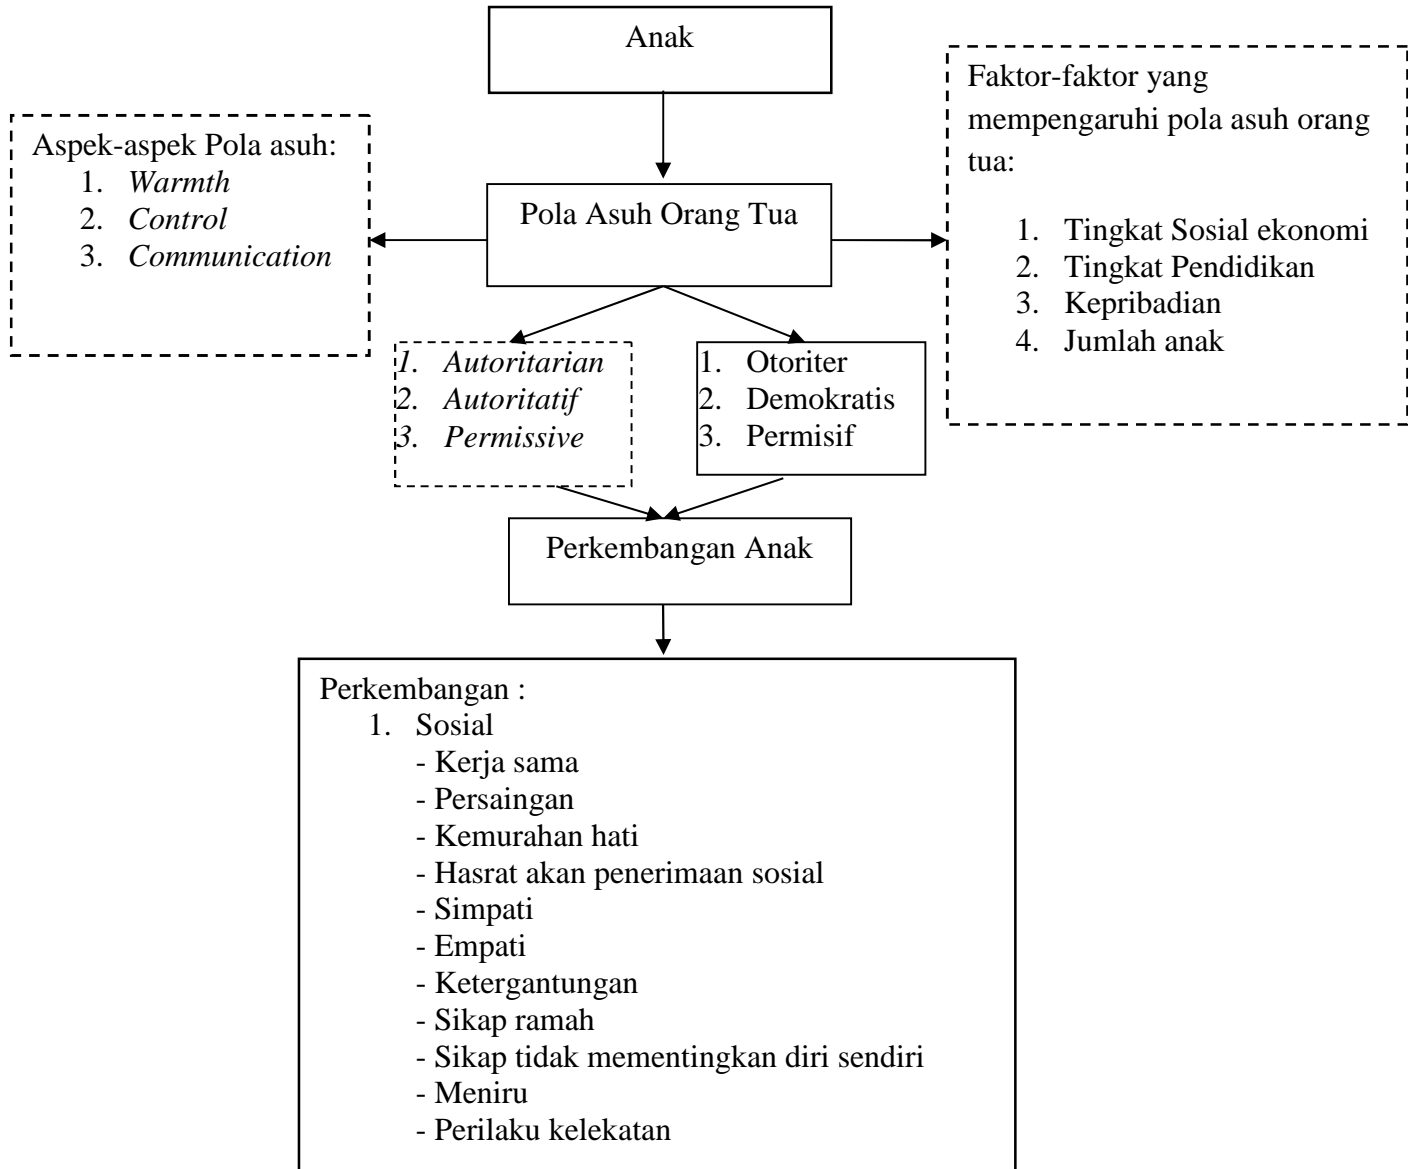 Anak
Faktor-faktor yang
mempengaruhi pola asuh orang
tua:
1. Tingkat Sosial ekonomi
2. Tingkat Pendidikan
3. Kepribadian
4. Jumlah anak
Aspek-aspek Pola asuh:
1. Warmth
2. Control
3. Communication
Pola Asuh Orang Tua
1. Autoritarian
2. Autoritatif
3. Permissive
1. Otoriter
2. Demokratis
3. Permisif
Perkembangan Anak
Perkembangan :
1. Sosial
- Kerja sama
- Persaingan
- Kemurahan hati
- Hasrat akan penerimaan sosial
- Simpati
- Empati
- Ketergantungan
- Sikap ramah
- Sikap tidak mementingkan diri sendiri
- Meniru
- Perilaku kelekatan